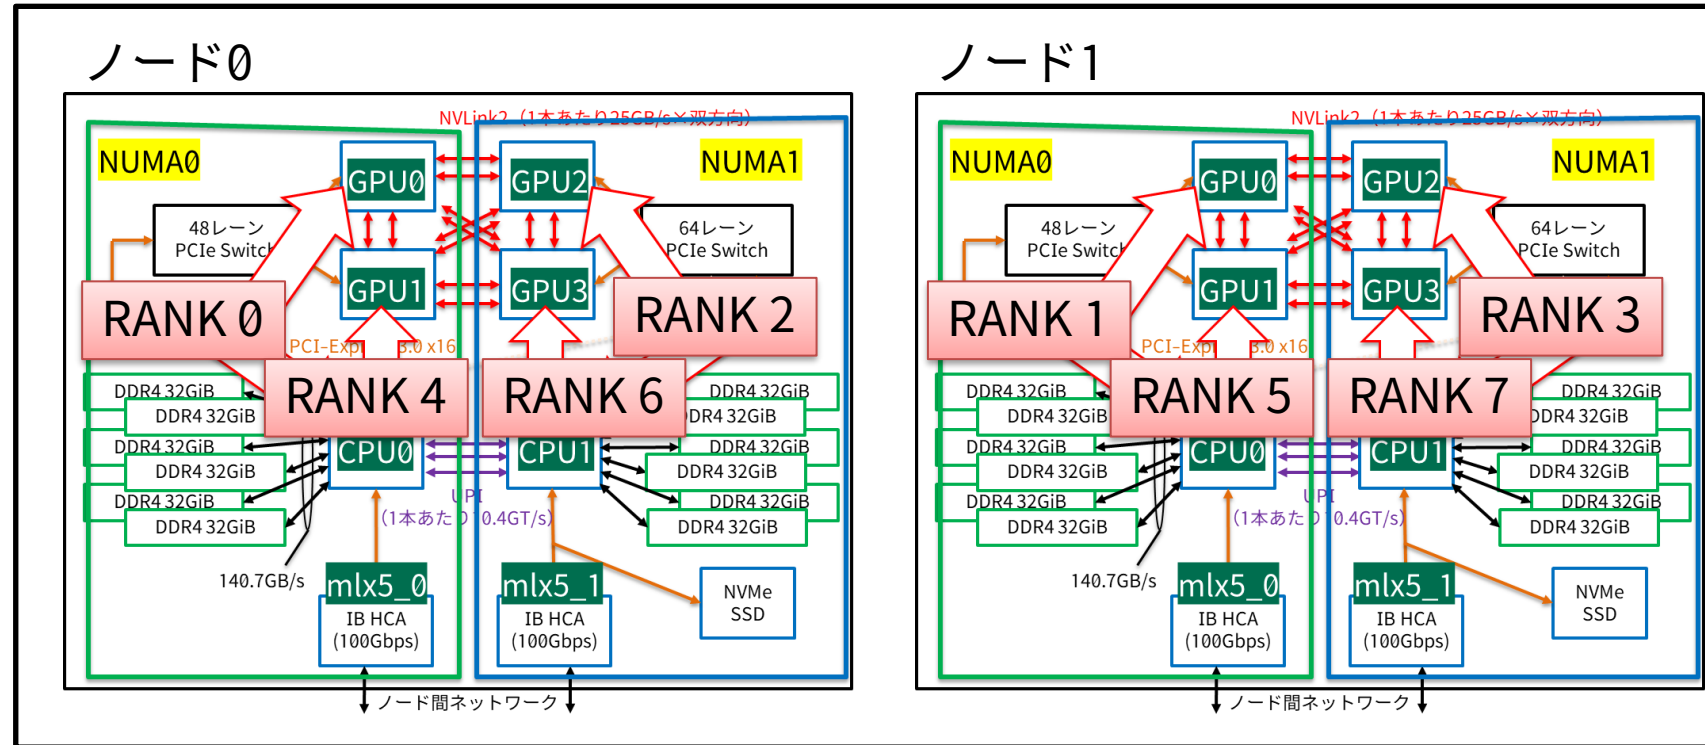 ノード0
NVLink2（1本あたり25GB/s×双方向）
NUMA0
NUMA1
GPU0
GPU2
48レーン
PCIe Switch
64レーン
PCIe Switch
GPU1
GPU3
RANK 0
RANK 2
PCI-Expr 3.0 x16
RANK 4
RANK 6
DDR4 32GiB
DDR4 32GiB
DDR4 32GiB
DDR4 32GiB
DDR4 32GiB
DDR4 32GiB
CPU0
CPU1
DDR4 32GiB
DDR4 32GiB
DDR4 32GiB
DDR4 32GiB
DDR4 32GiB
DDR4 32GiB
UPI
（1本あたり10.4GT/s）
140.7GB/s
mlx5_0
IB HCA
(100Gbps)
mlx5_1
IB HCA
(100Gbps)
NVMe
SSD
ノード間ネットワーク
ノード1
NVLink2（1本あたり25GB/s×双方向）
NUMA0
NUMA1
GPU0
GPU2
48レーン
PCIe Switch
64レーン
PCIe Switch
GPU1
GPU3
RANK 1
RANK 3
PCI-Expr 3.0 x16
RANK 5
RANK 7
DDR4 32GiB
DDR4 32GiB
DDR4 32GiB
DDR4 32GiB
DDR4 32GiB
DDR4 32GiB
CPU0
CPU1
DDR4 32GiB
DDR4 32GiB
DDR4 32GiB
DDR4 32GiB
DDR4 32GiB
DDR4 32GiB
UPI
（1本あたり10.4GT/s）
140.7GB/s
mlx5_0
IB HCA
(100Gbps)
mlx5_1
IB HCA
(100Gbps)
NVMe
SSD
ノード間ネットワーク